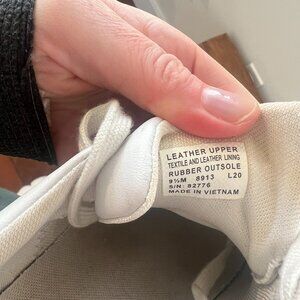 LEATHER UPPER
TEXTILE AND LEATHER LINING
RUBBER OUTSOLE
9½M 8913 L20
S/N: 82776
MADE IN VIETNAM